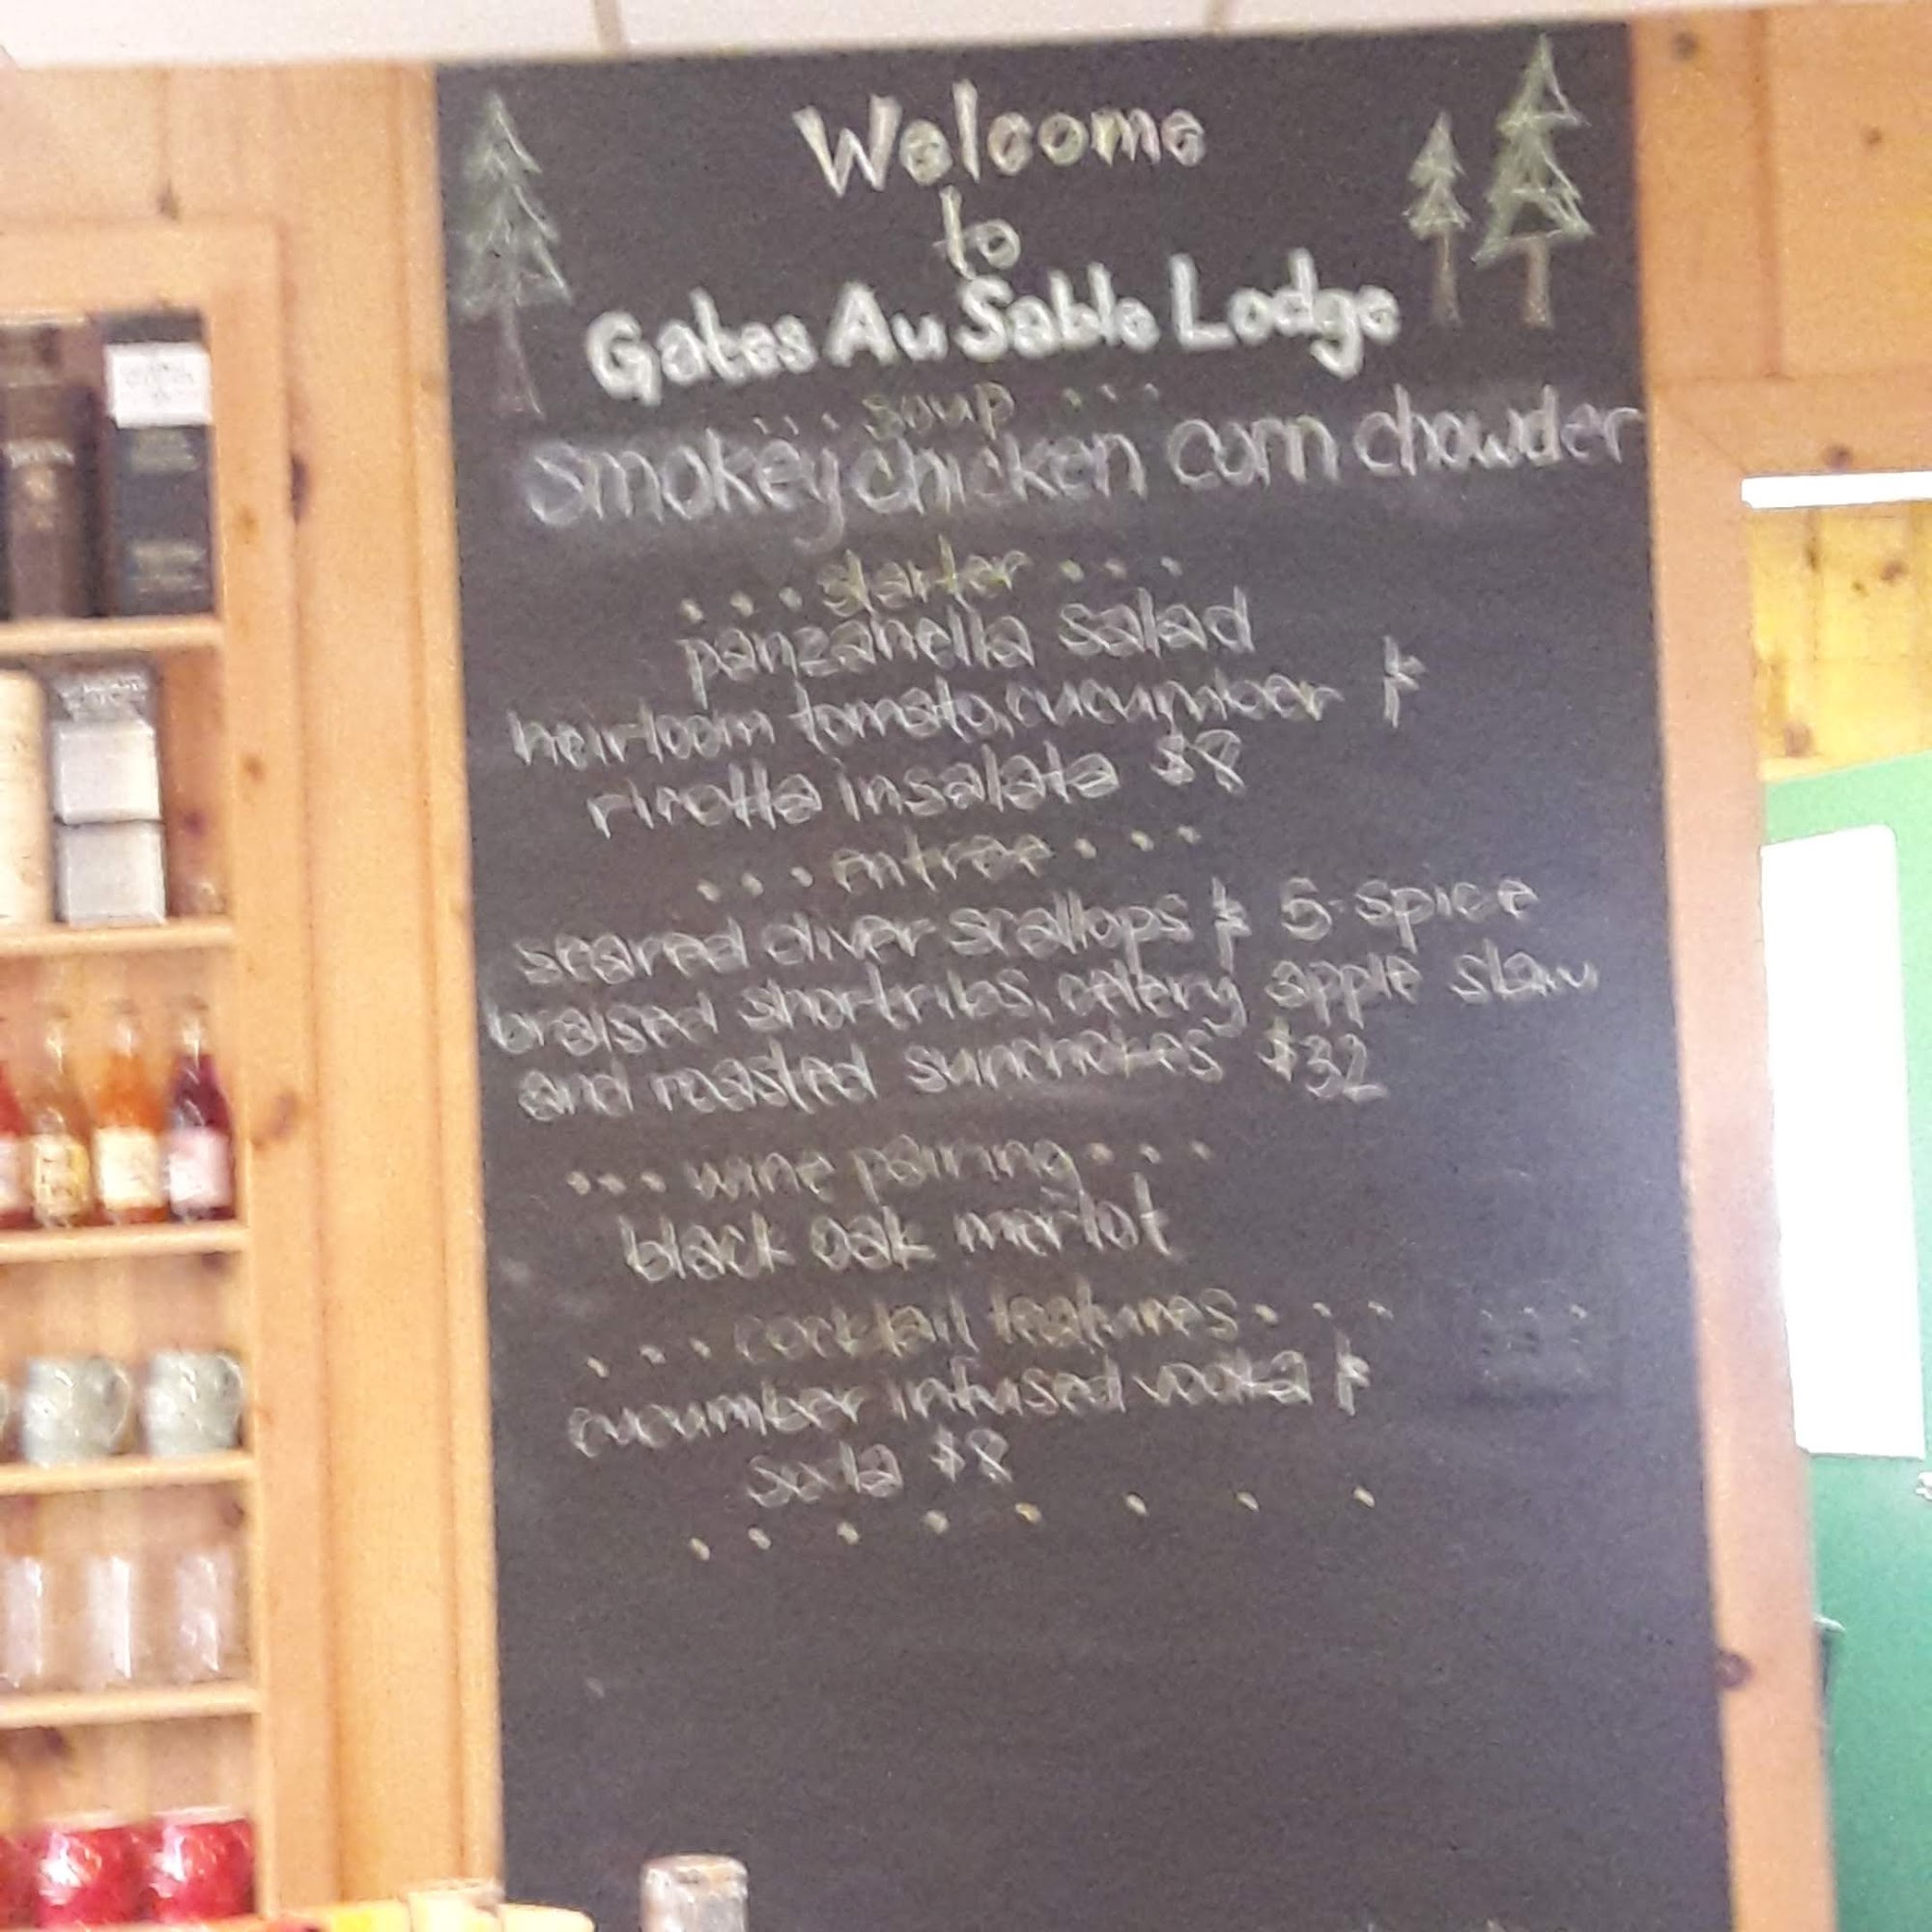 Welcome
to
Gates Au Sable Lodge
... soup ...
smokey chicken corn chowder
... starter ...
panzanella salad
heirloom tomato, cucumber &
ricotta insalata $8
... entree ...
seared diver scallops & 5-spice
braised shortribs, celery apple slaw
and roasted sunchokes $32
... wine pairing ...
black oak merlot
... cocktail features ...
cucumber infused vodka &
soda $8